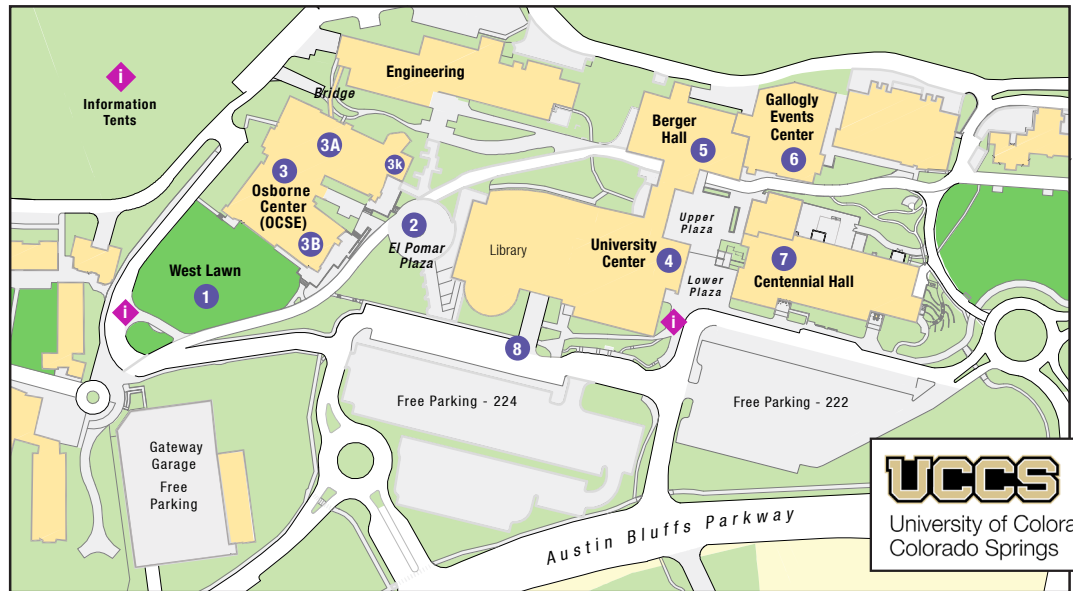 i
Information
Tents
Engineering
Bridge
3A
3k
3
Osborne
Center
(OCSE)
3B
Berger
Hall
5
Gallogly
Events
Center
6
2
El Pomar
Plaza
Library
University
Center
4
Upper
Plaza
Lower
Plaza
7
Centennial Hall
West Lawn
1
i
i
8
Free Parking - 224
Free Parking - 222
Gateway
Garage
Free
Parking
Austin Bluffs Parkway
UCCS
University of Colora
Colorado Springs